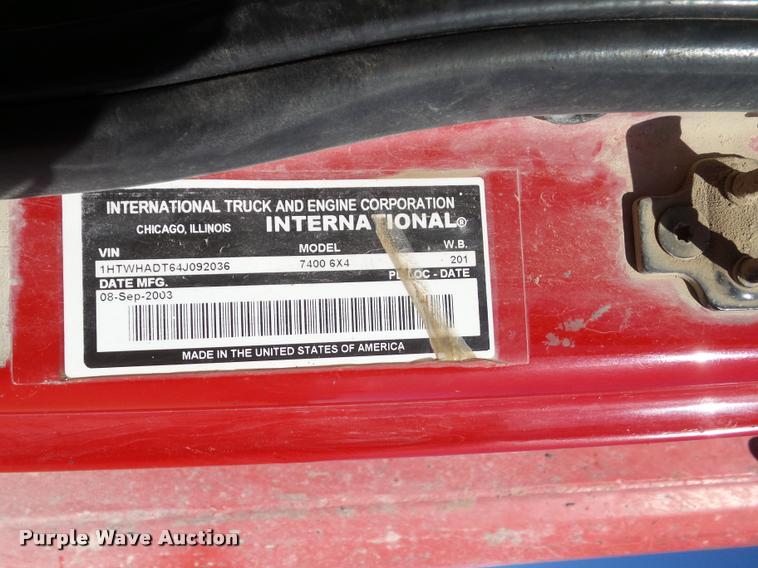 INTERNATIONAL TRUCK AND ENGINE CORPORATION
CHICAGO, ILLINOIS INTERNATIONAL®
VIN MODEL W.B.
1HTWHADT64J092036 7400 6X4 201
DATE MFG. LOC - DATE
08-Sep-2003
MADE IN THE UNITED STATES OF AMERICA
Purple Wave Auction